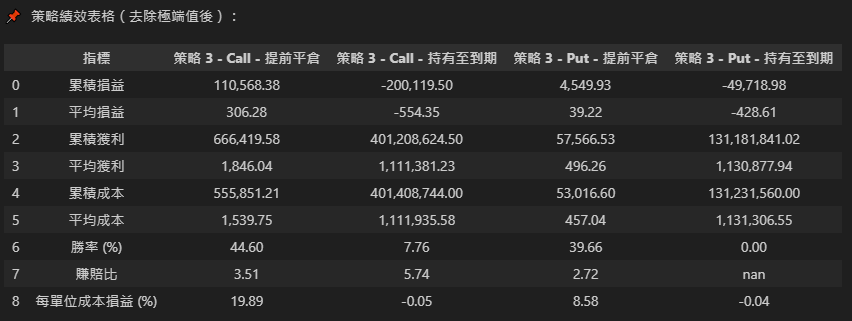 📌 策略績效表格（去除極端值後）：
指標 策略 3 - Call - 提前平倉 策略 3 - Call - 持有至到期 策略 3 - Put - 提前平倉 策略 3 - Put - 持有至到期
0 累積損益 110,568.38 -200,119.50 4,549.93 -49,718.98
1 平均損益 306.28 -554.35 39.22 -428.61
2 累積獲利 666,419.58 401,208,624.50 57,566.53 131,181,841.02
3 平均獲利 1,846.04 1,111,381.23 496.26 1,130,877.94
4 累積成本 555,851.21 401,408,744.00 53,016.60 131,231,560.00
5 平均成本 1,539.75 1,111,935.58 457.04 1,131,306.55
6 勝率 (%) 44.60 7.76 39.66 0.00
7 賺賠比 3.51 5.74 2.72 nan
8 每單位成本損益 (%) 19.89 -0.05 8.58 -0.04